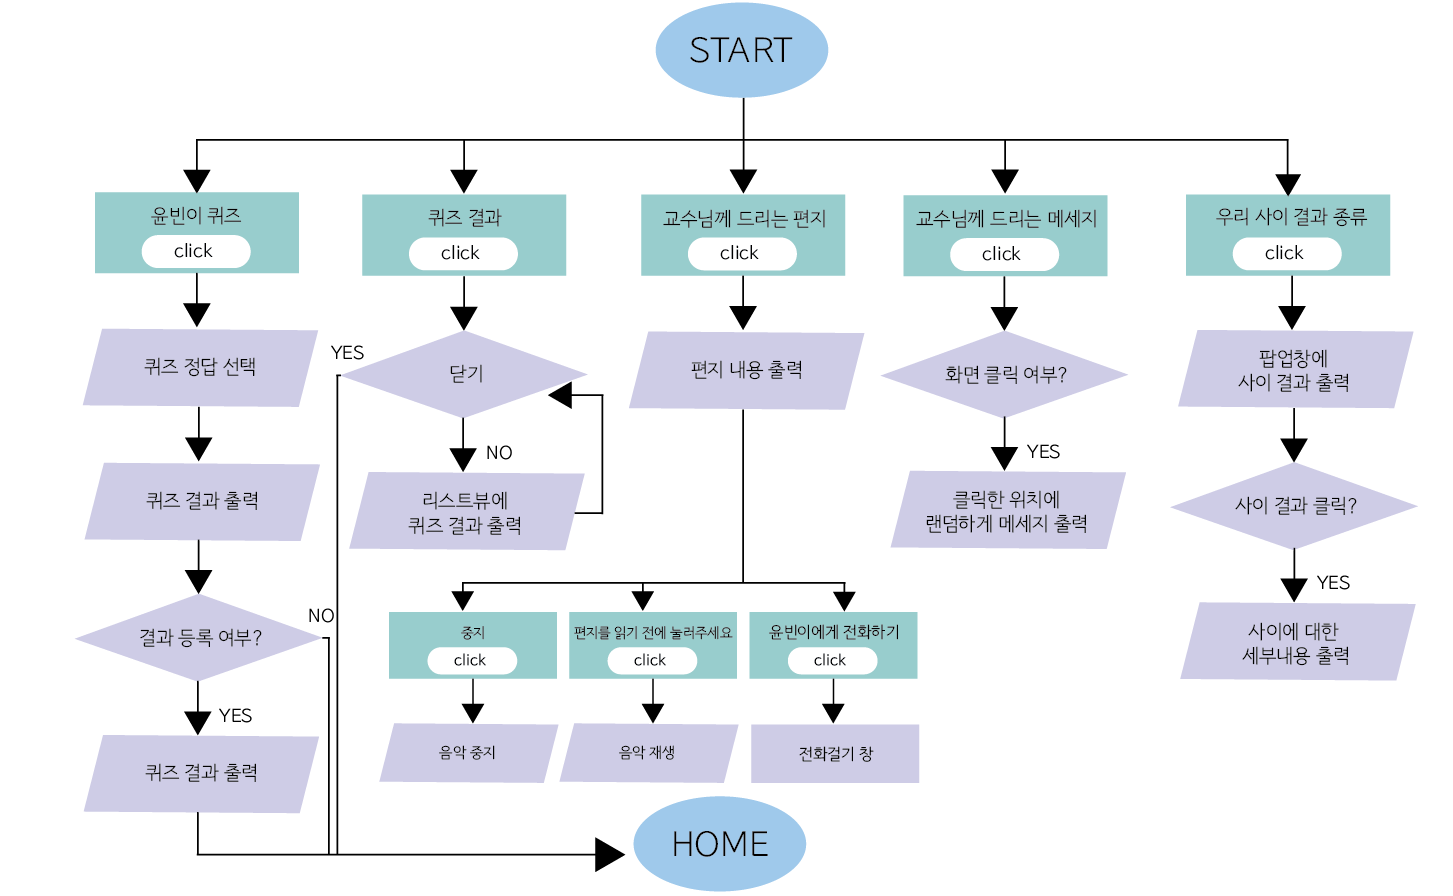 START
윤빈이 퀴즈
click
퀴즈 결과
click
교수님께 드리는 편지
click
교수님께 드리는 메세지
click
우리 사이 결과 종류
click
퀴즈 정답 선택
퀴즈 결과 출력
결과 등록 여부?
NO
YES
퀴즈 결과 출력
YES
닫기
NO
리스트뷰에
퀴즈 결과 출력
편지 내용 출력
중지
click
편지를 읽기 전에 눌러주세요
click
윤빈이에게 전화하기
click
음악 중지
음악 재생
전화걸기 창
화면 클릭 여부?
YES
클릭한 위치에
랜덤하게 메세지 출력
팝업창에
사이 결과 출력
사이 결과 클릭?
YES
사이에 대한
세부내용 출력
HOME